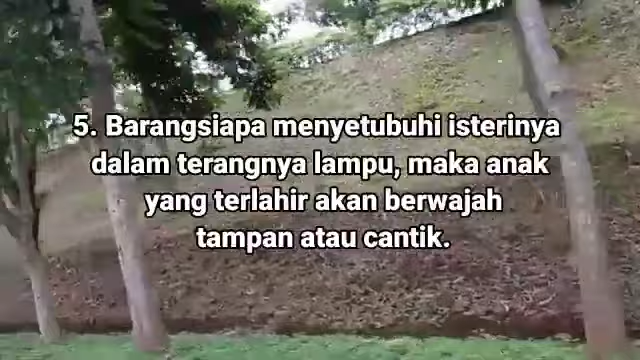 5. Barangsiapa menyetubuhi isterinya
dalam terangnya lampu, maka anak
yang terlahir akan berwajah
tampan atau cantik.